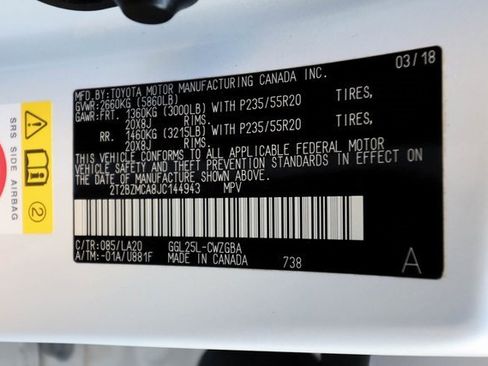 MFD.BY:TOYOTA MOTOR MANUFACTURING CANADA INC. 03/18
GVWR:2660KG (5860LB)
GAWR:FRT. 1360KG (3000LB) WITH P235/55R20 TIRES,
20X8J RIMS.
RR. 1460KG (3215LB) WITH P235/55R20 TIRES,
20X8J RIMS.
THIS VEHICLE CONFORMS TO ALL APPLICABLE FEDERAL MOTOR
VEHICLE SAFETY AND THEFT PREVENTION STANDARDS IN EFFECT ON
THE DATE OF MANUFACTURE SHOWN ABOVE.
2T2BZMCA8JC144943 MPV
C/TR:085/LA20 GGL25L-CWZGBA
A/TM:-01A/U881F MADE IN CANADA 738 A
SRS SIDE AIRBAG
2